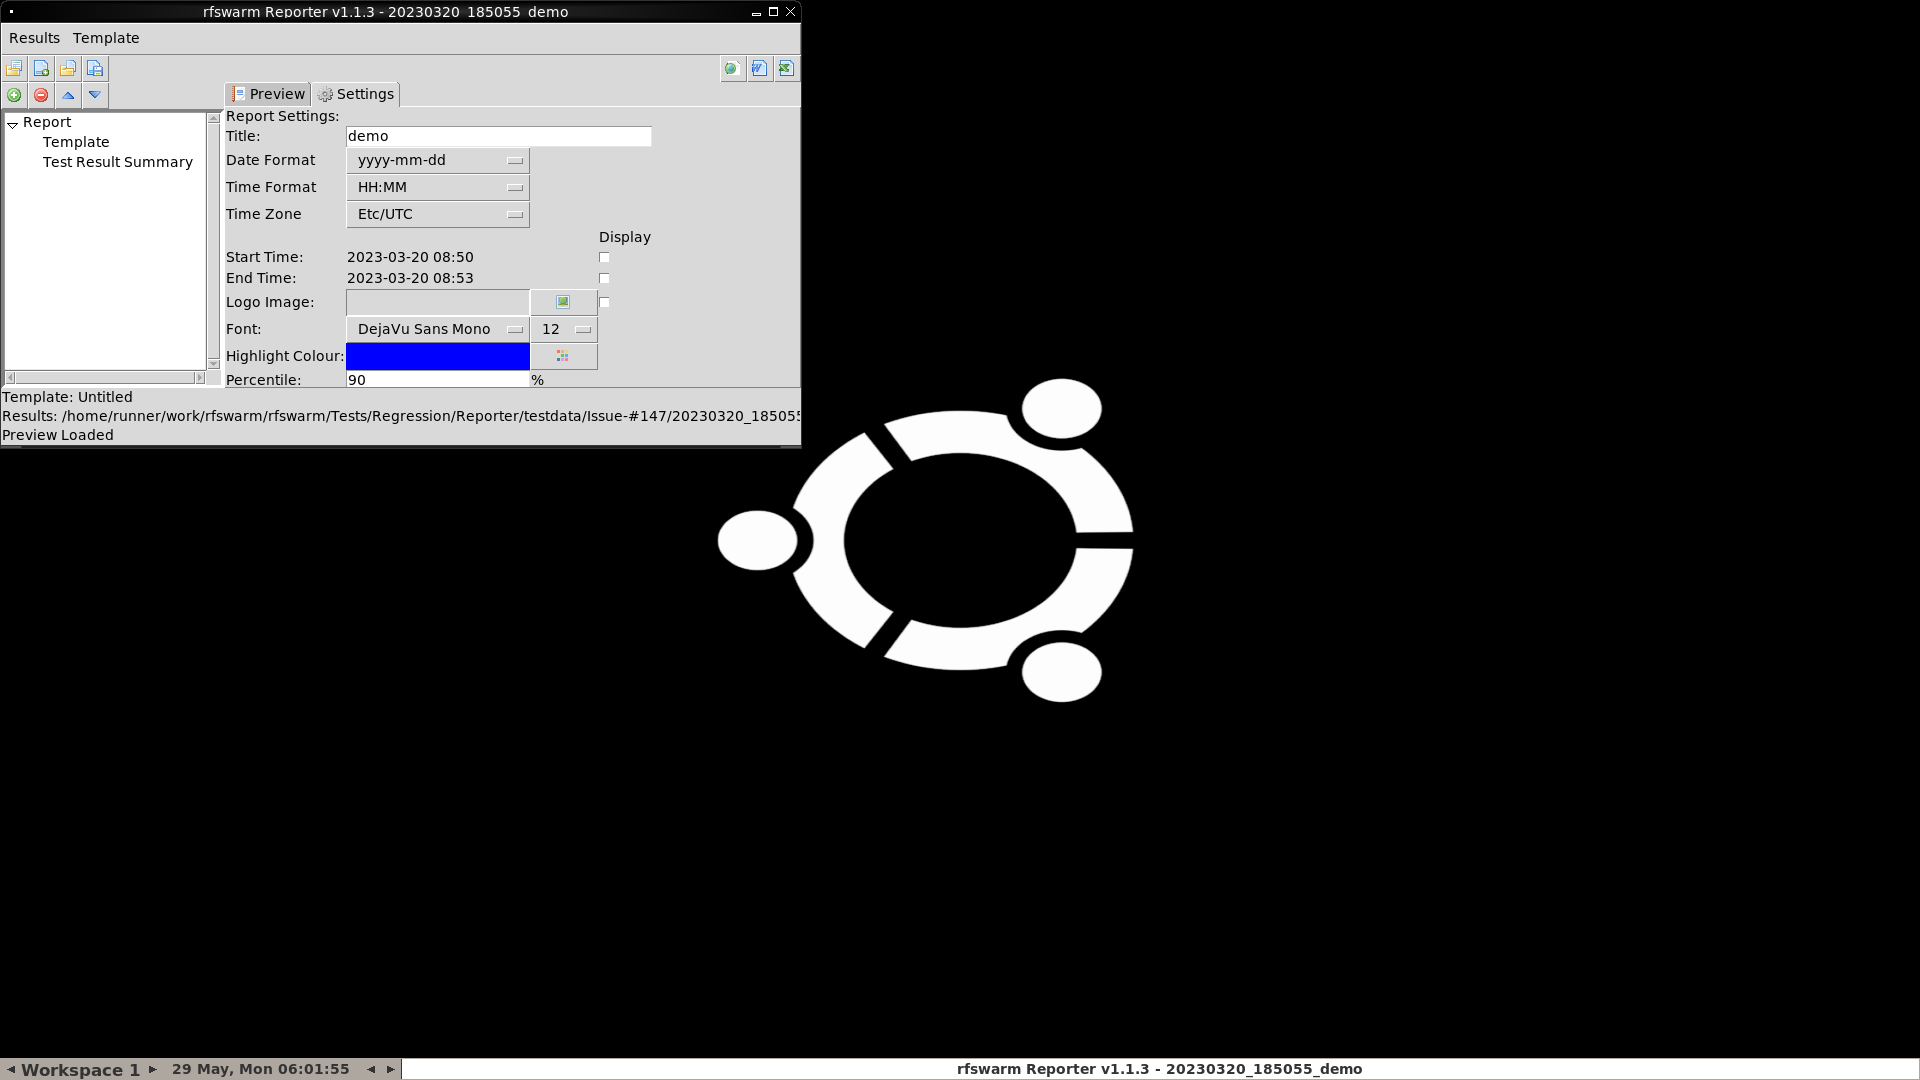 rfswarm Reporter v1.1.3 - 20230320_185055_demo
Results Template
Preview Settings
Report
Template
Test Result Summary
Report Settings:
Title: demo
Date Format yyyy-mm-dd
Time Format HH:MM
Time Zone Etc/UTC
Display
Start Time: 2023-03-20 08:50
End Time: 2023-03-20 08:53
Logo Image:
Font: DejaVu Sans Mono 12
Highlight Colour:
Percentile: 90 %
Template: Untitled
Results: /home/runner/work/rfswarm/rfswarm/Tests/Regression/Reporter/testdata/Issue-#147/20230320_185055
Preview Loaded
Workspace 1 29 May, Mon 06:01:55 rfswarm Reporter v1.1.3 - 20230320_185055_demo